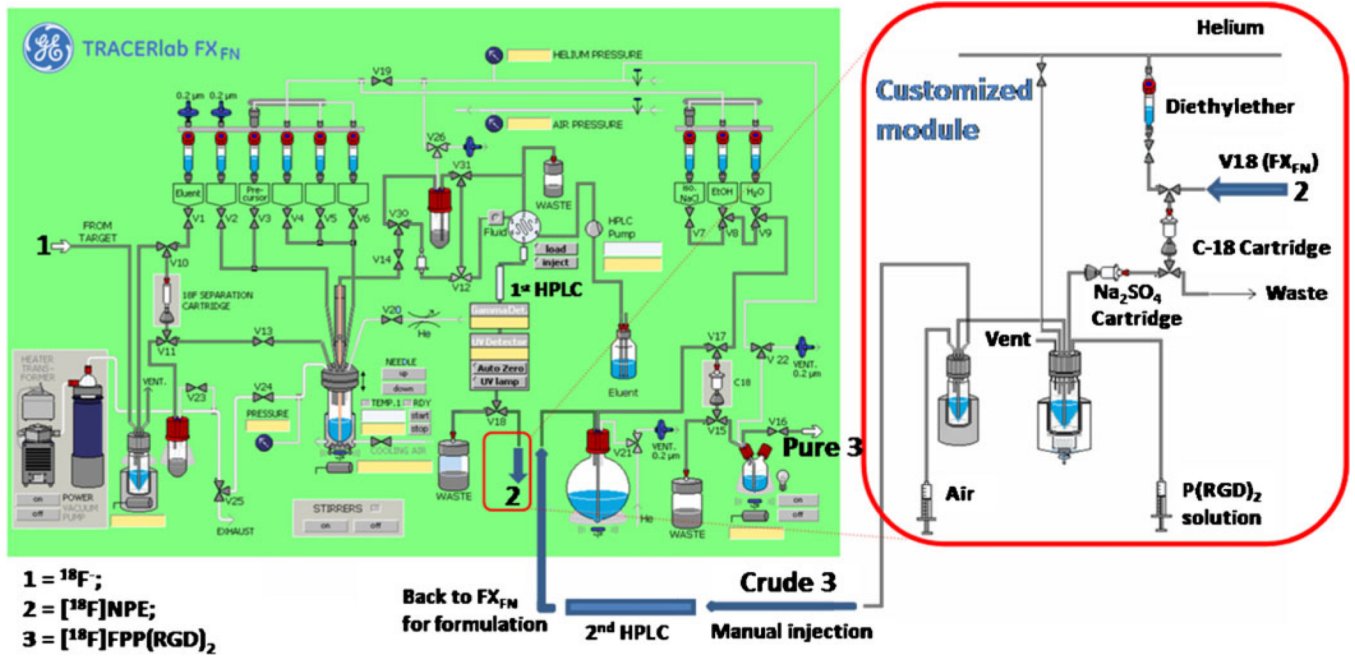 GE
TRACERlab FX_FN
V19
HELIUM PRESSURE
AIR PRESSURE
0.2 µm 0.2 µm
V26
V31
WASTE
Eluent
Pre-
cursor
V1
V2
V3
V4
V5
V6
V30
V14
Fluid
load
inject
HPLC
Pump
V12
Iso.
NaCl
EtOH
H₂O
V7
V8
V9
FROM
TARGET
1
V10
18F SEPARATION
CARTRIDGE
V11
V13
V20
He
1st HPLC
Gamma Det.
UV Detector
Auto Zero
UV lamp
Eluent
V17
C18
V 22
VENT.
0.2 µm
HEATER
TRANS-
FORMER
VENT.
V23
V24
PRESSURE
NEEDLE
up
down
TEMP.1
RDY
start
stop
COOLING AIR
V18
WASTE
2
V21
VENT.
0.2 µm
He
V15
V16
WASTE
Pure 3
on
off
on
off
POWER
VACUUM
PUMP
V25
EXHAUST
STIRRERS
on
off
Customized
module
Helium
Diethylether
V18 (FX_FN)
2
C-18 Cartridge
Na₂SO₄
Cartridge
Waste
Vent
Air
P(RGD)₂
solution
1 = ¹⁸F⁻;
2 = [¹⁸F]NPE;
3 = [¹⁸F]FPP(RGD)₂
Back to FX_FN
for formulation
2nd HPLC
Crude 3
Manual injection